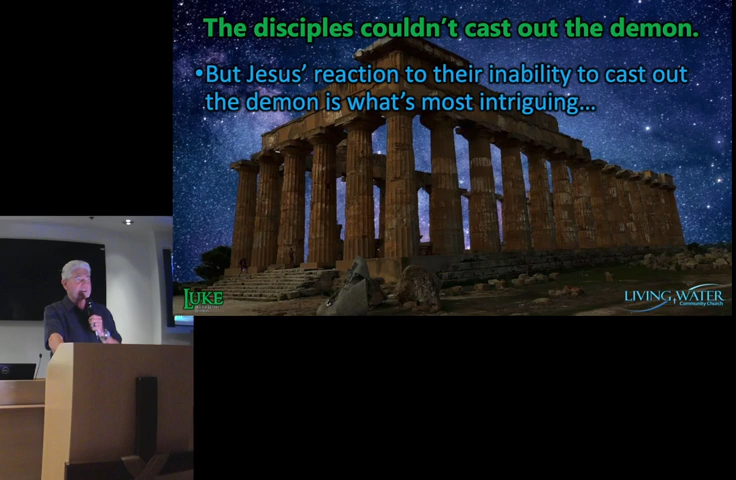 The disciples couldn't cast out the demon.
•But Jesus' reaction to their inability to cast out
the demon is what's most intriguing...
LUKE
LIVING WATER
Community Church